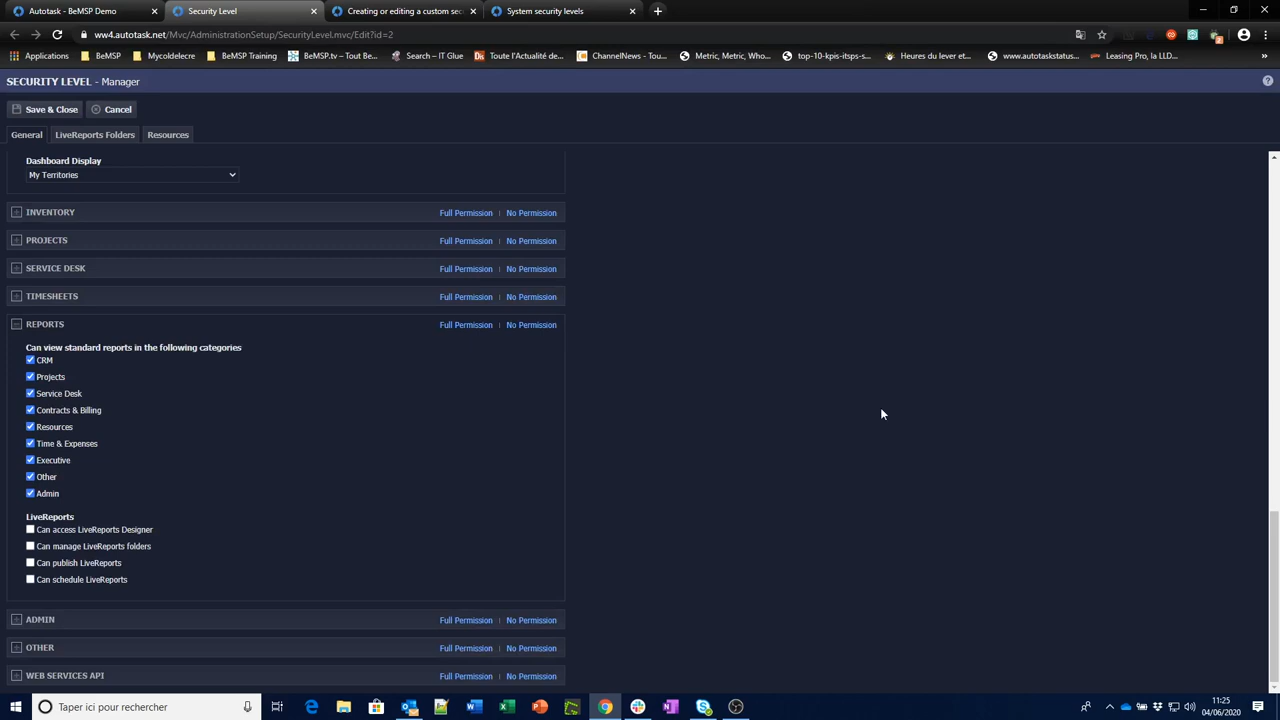 Autotask - BeMSP
Security Level
Creating or editing a custom sec
System security levels
ww4.autotask.net/Mvc/AdministrationSetup/SecurityLevel.mvc/Edit?id=2
Applications
BeMSP
Mycoldelcre
BeMSP Training
BeMSP.tv – Tout Be...
Search – IT Glue
Toute l'Actualité de...
ChannelNews - Tou...
Metric, Metric, Who...
top-10-kpis-itsps-s...
Heures du lever et...
www.autotaskstatus...
Leasing Pro, la LLD...
SECURITY LEVEL - Manager
Save & Close
Cancel
General
LiveReports Folders
Resources
Dashboard Display
My Territories
INVENTORY Full Permission | No Permission
PROJECTS Full Permission | No Permission
SERVICE DESK Full Permission | No Permission
TIMESHEETS Full Permission | No Permission
REPORTS Full Permission | No Permission
Can view standard reports in the following categories
CRM
Projects
Service Desk
Contracts & Billing
Resources
Time & Expenses
Executive
Other
Admin
LiveReports
Can access LiveReports Designer
Can manage LiveReports folders
Can publish LiveReports
Can schedule LiveReports
ADMIN Full Permission | No Permission
OTHER Full Permission | No Permission
WEB SERVICES API Full Permission | No Permission
Taper ici pour rechercher
11:25
04/06/2020